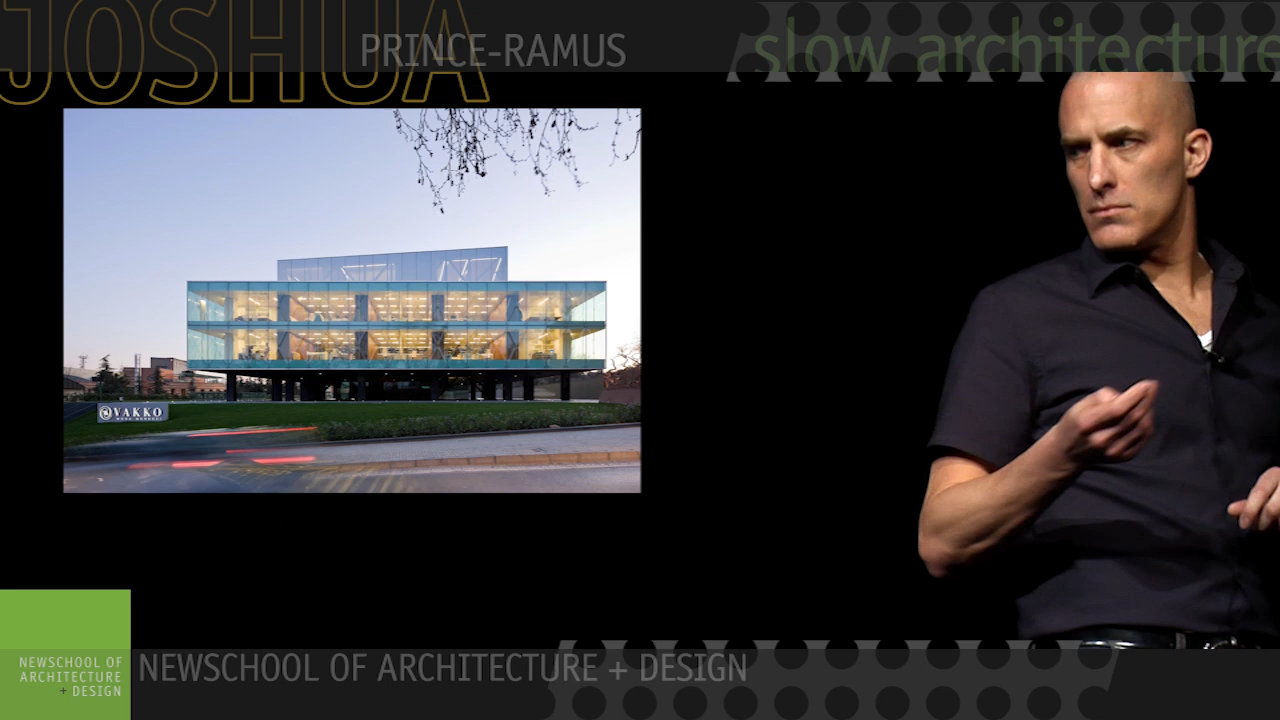 JOSHUA
PRINCE-RAMUS
slow architecture
VAKKO
NEWSCHOOL OF
ARCHITECTURE
+ DESIGN
NEWSCHOOL OF ARCHITECTURE + DESIGN